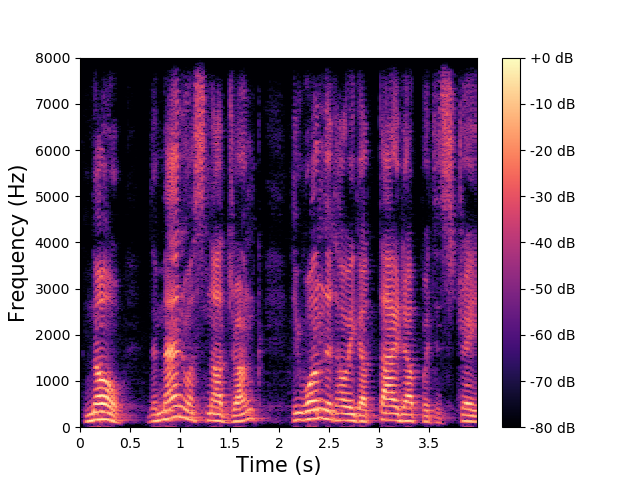 8000
7000
6000
5000
4000
3000
2000
1000
0
Frequency (Hz)
0 0.5 1 1.5 2 2.5 3 3.5
Time (s)
+0 dB
-10 dB
-20 dB
-30 dB
-40 dB
-50 dB
-60 dB
-70 dB
-80 dB